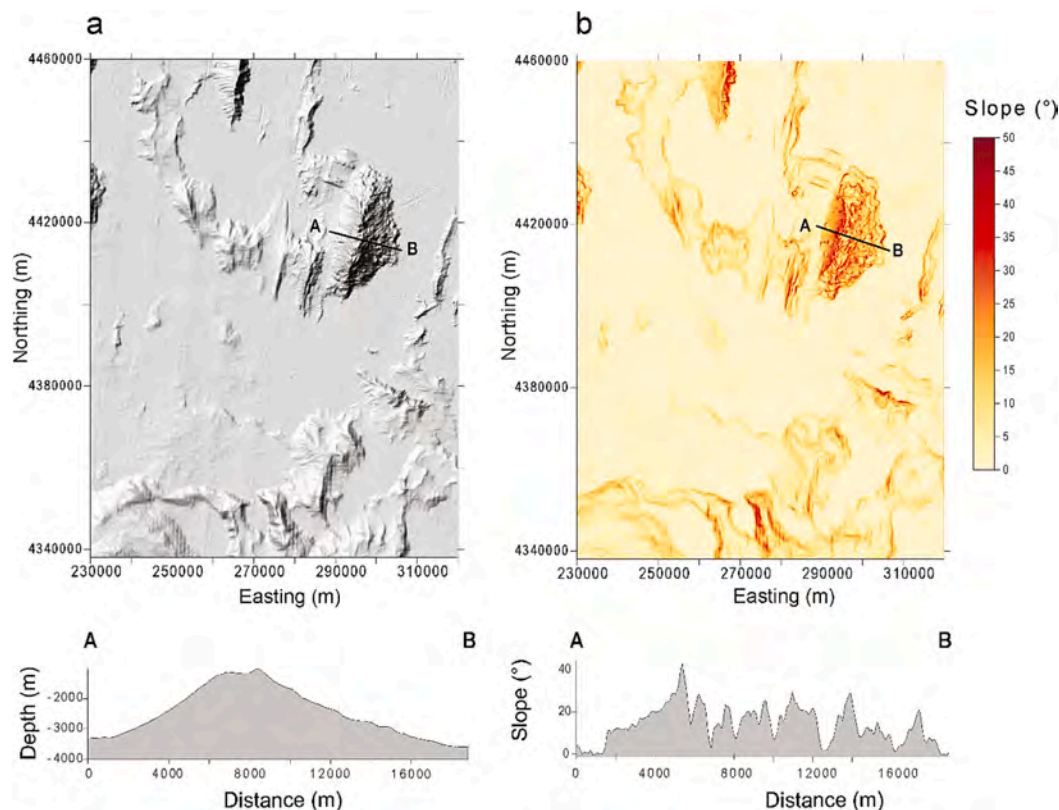 a
b
4460000
4420000
4380000
4340000
Northing (m)
230000 250000 270000 290000 310000
Easting (m)
A
B
4460000
4420000
4380000
4340000
Northing (m)
230000 250000 270000 290000 310000
Easting (m)
A
B
Slope (°)
50
45
40
35
30
25
20
15
10
5
0
A B
Depth (m)
-2000
-3000
-4000
0 4000 8000 12000 16000
Distance (m)
A B
Slope (°)
40
20
0
0 4000 8000 12000 16000
Distance (m)